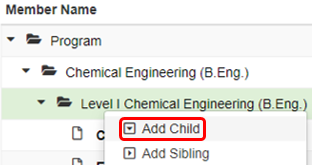 Member Name
Program
Chemical Engineering (B.Eng.)
Level I Chemical Engineering (B.Eng.)
Add Child
Add Sibling